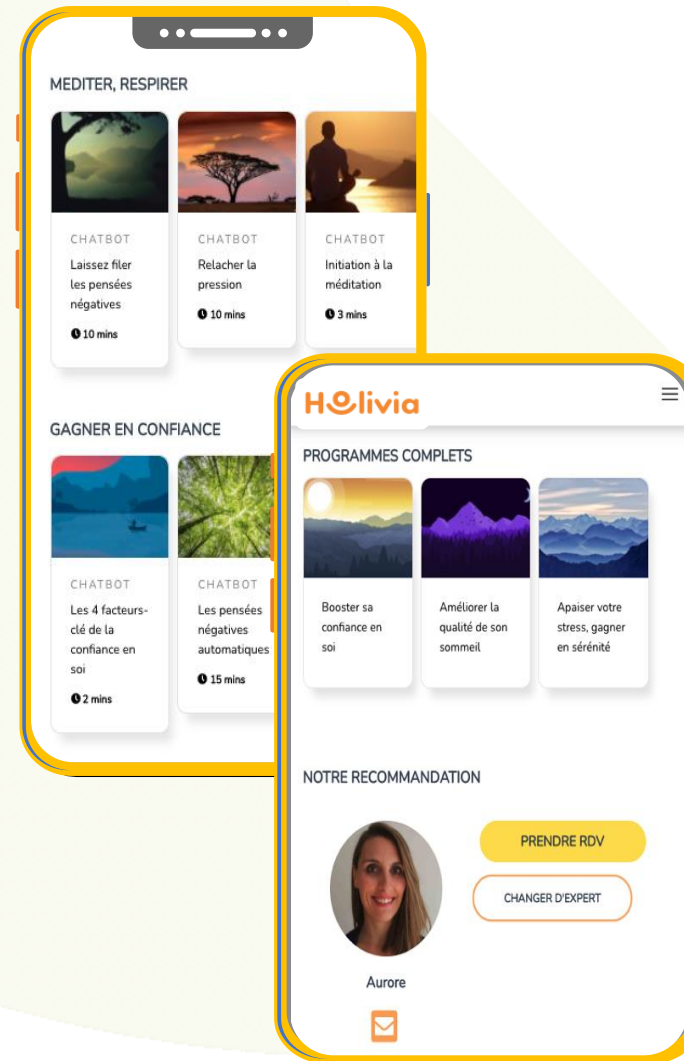 MEDITER, RESPIRER
CHATBOT
Laissez filer
les pensées
négatives
10 mins
CHATBOT
Relacher la
pression
10 mins
CHATBOT
Initiation à la
méditation
3 mins
GAGNER EN CONFIANCE
CHATBOT
Les 4 facteurs-
clé de la
confiance en
soi
2 mins
CHATBOT
Les pensées
négatives
automatiques
15 mins
Holivia
PROGRAMMES COMPLETS
Booster sa
confiance en
soi
Améliorer la
qualité de son
sommeil
Apaiser votre
stress, gagner
en sérénité
NOTRE RECOMMANDATION
PRENDRE RDV
CHANGER D'EXPERT
Aurore